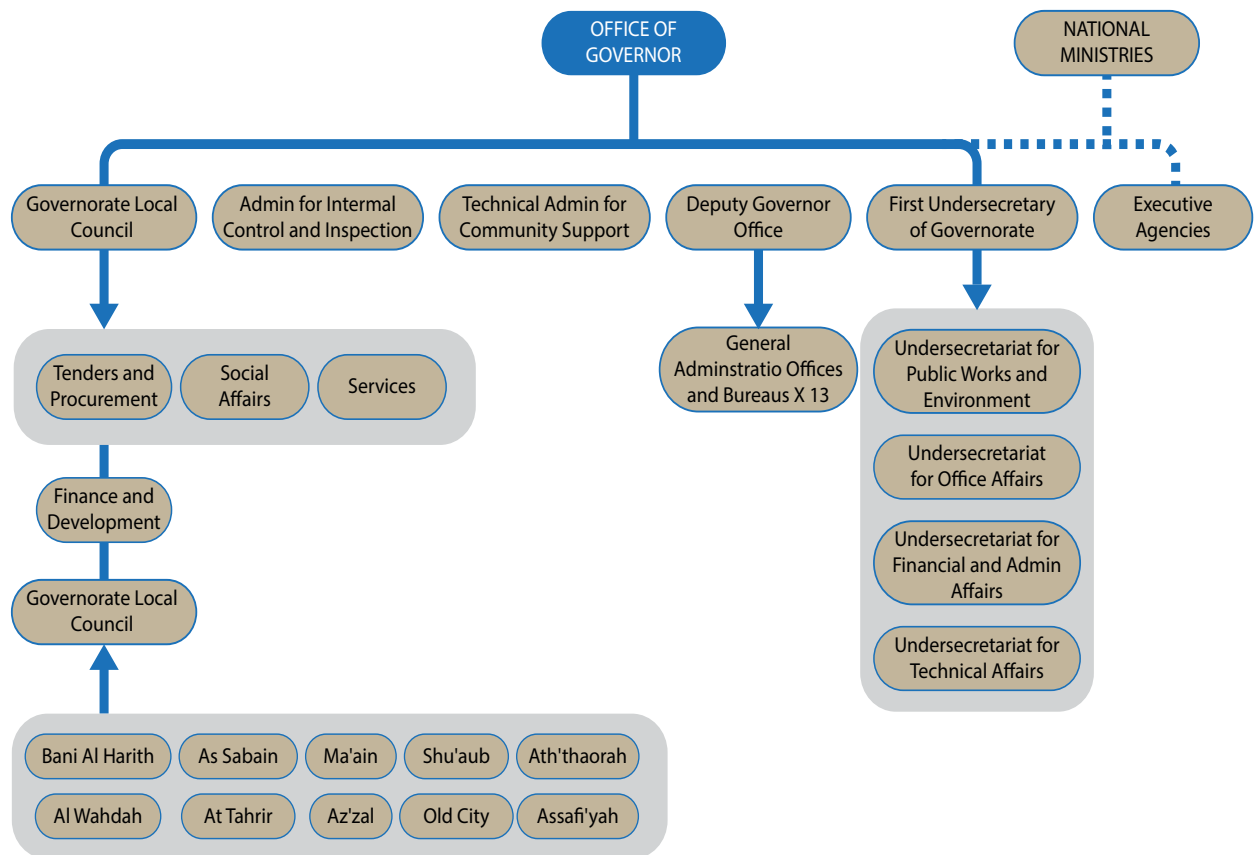 OFFICE OF
GOVERNOR
NATIONAL
MINISTRIES
Governorate Local
Council
Admin for Intermal
Control and Inspection
Technical Admin for
Community Support
Deputy Governor
Office
First Undersecretary
of Governorate
Executive
Agencies
Tenders and
Procurement
Social
Affairs
Services
General
Adminstratio Offices
and Bureaus X 13
Undersecretariat for
Public Works and
Environment
Undersecretariat
for Office Affairs
Undersecretariat for
Financial and Admin
Affairs
Undersecretariat for
Technical Affairs
Finance and
Development
Governorate Local
Council
Bani Al Harith
As Sabain
Ma'ain
Shu'aub
Ath'thaorah
Al Wahdah
At Tahrir
Az'zal
Old City
Assafi'yah